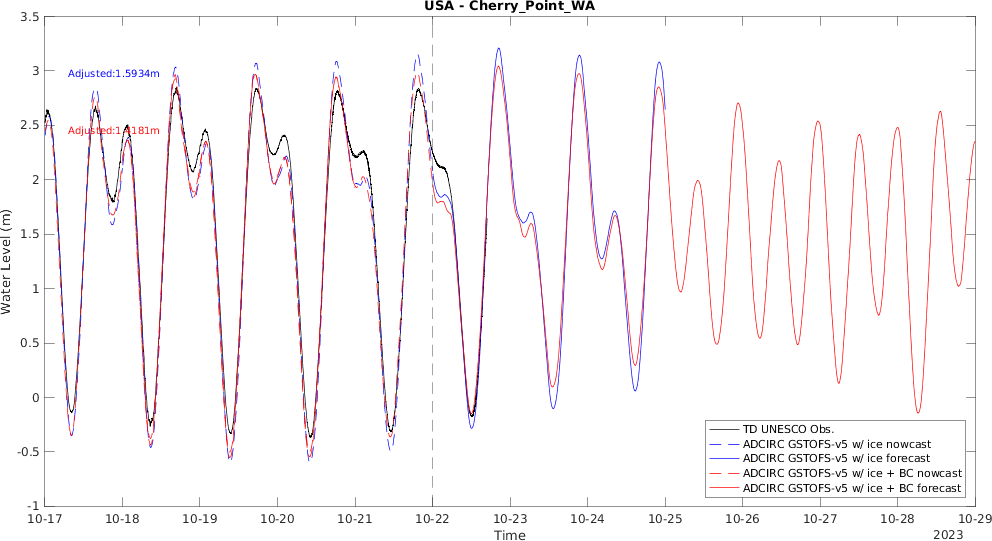 USA - Cherry_Point_WA
3.5
3
2.5
2
1.5
1
0.5
0
-0.5
-1
Water Level (m)
Adjusted:1.5934m
TD UNESCO Obs.
ADCIRC GSTOFS-v5 w/ ice nowcast
ADCIRC GSTOFS-v5 w/ ice forecast
ADCIRC GSTOFS-v5 w/ ice + BC nowcast
ADCIRC GSTOFS-v5 w/ ice + BC forecast
10-17 10-18 10-19 10-20 10-21 10-22 10-23 10-24 10-25 10-26 10-27 10-28 10-29
Time
2023